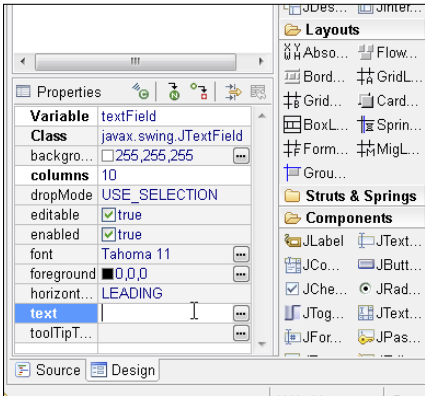 JDes... JInter...
Layouts
Abso... Flow...
Bord... GridL...
Grid... Card...
BoxL... Sprin...
Form... MigL...
Grou...
Struts & Springs
Components
JLabel JText...
JCo... JButt...
JChe... JRad...
JTog... JText...
JFor... JPas...
Properties
Variable textField
Class javax.swing.JTextField
backgro... 255,255,255
columns 10
dropMode USE_SELECTION
editable true
enabled true
font Tahoma 11
foreground 0,0,0
horizont... LEADING
text
toolTipT...
Source Design